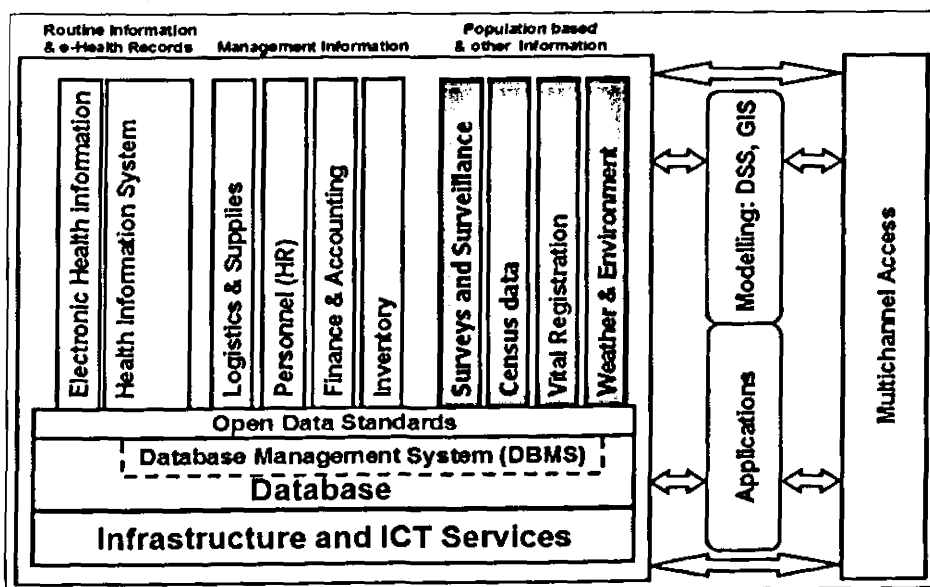 Routine Information
& e-Health Records
Management Information
Population based
& other Information
Electronic Health Information
Health Information System
Logistics & Supplies
Personnel (HR)
Finance & Accounting
Inventory
Surveys and Surveillance
Census data
Vital Registration
Weather & Environment
Open Data Standards
Database Management System (DBMS)
Database
Infrastructure and ICT Services
Modelling: DSS, GIS
Applications
Multichannel Access